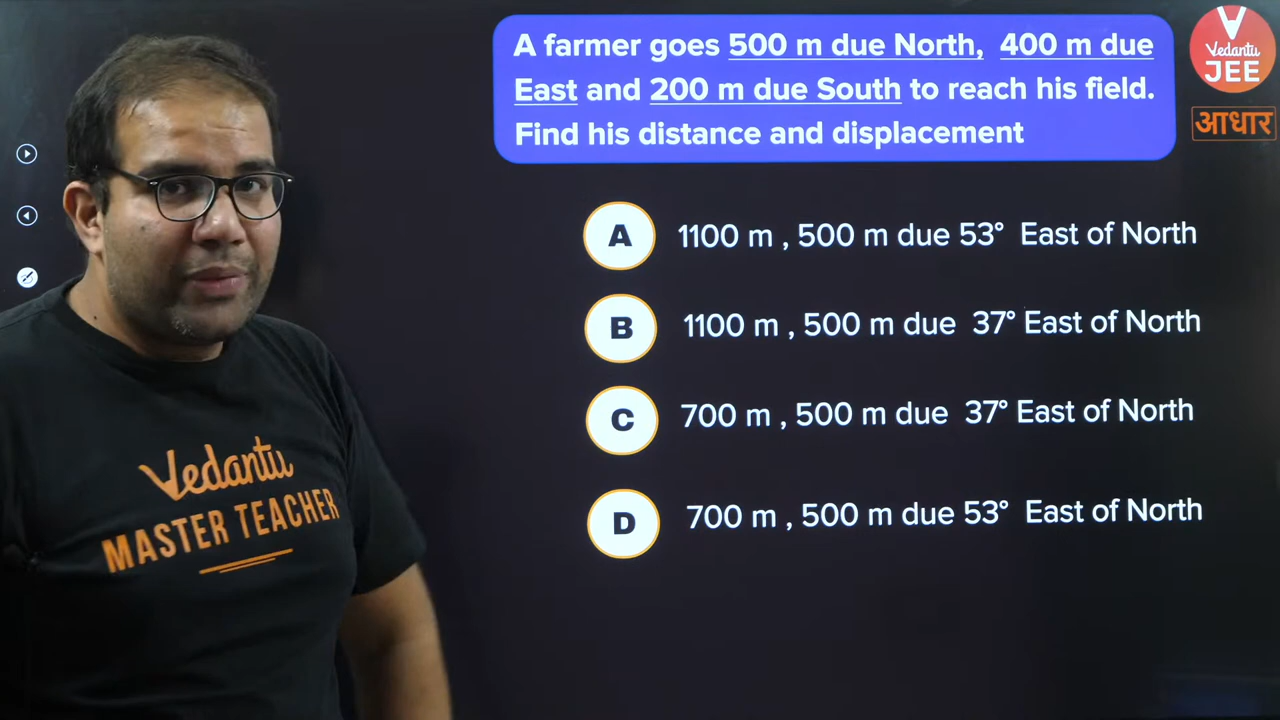 A farmer goes 500 m due North, 400 m due
East and 200 m due South to reach his field.
Find his distance and displacement
V
Vedantu
JEE
आधार
A 1100 m , 500 m due 53° East of North
B 1100 m , 500 m due 37° East of North
C 700 m , 500 m due 37° East of North
D 700 m , 500 m due 53° East of North
Vedantu
MASTER TEACHER